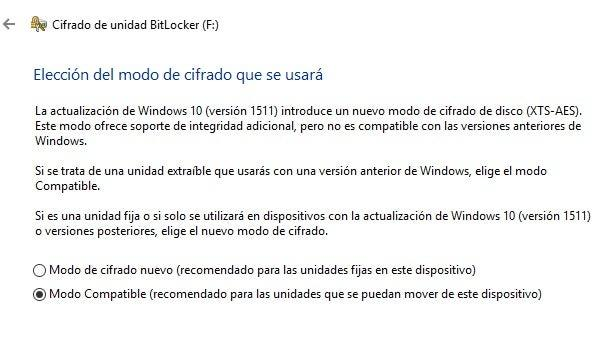 Cifrado de unidad BitLocker (F:)
Elección del modo de cifrado que se usará
La actualización de Windows 10 (versión 1511) introduce un nuevo modo de cifrado de disco (XTS-AES).
Este modo ofrece soporte de integridad adicional, pero no es compatible con las versiones anteriores de
Windows.
Si se trata de una unidad extraíble que usarás con una versión anterior de Windows, elige el modo
Compatible.
Si es una unidad fija o si solo se utilizará en dispositivos con la actualización de Windows 10 (versión 1511)
o versiones posteriores, elige el nuevo modo de cifrado.
Modo de cifrado nuevo (recomendado para las unidades fijas en este dispositivo)
Modo Compatible (recomendado para las unidades que se puedan mover de este dispositivo)